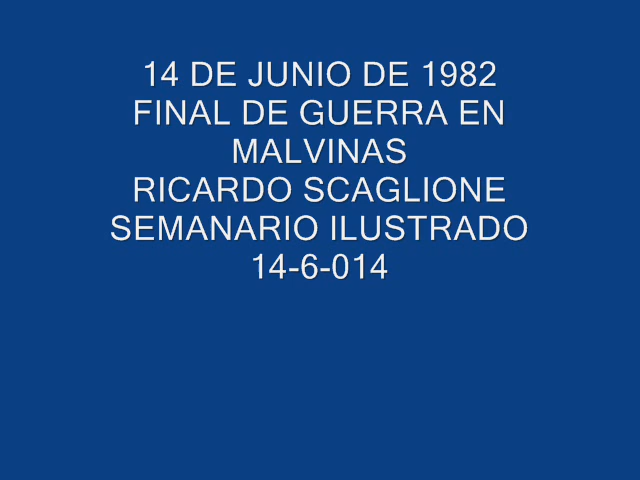 14 DE JUNIO DE 1982
FINAL DE GUERRA EN
MALVINAS
RICARDO SCAGLIONE
SEMANARIO ILUSTRADO
14-6-014